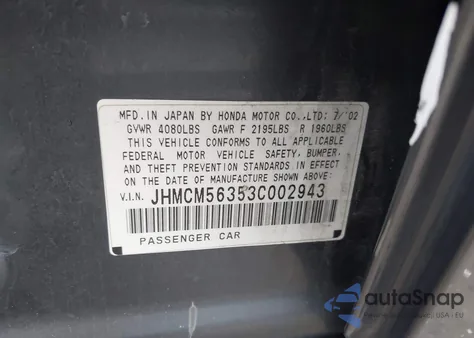 MFD. IN JAPAN BY HONDA MOTOR CO.,LTD: 7/'02
GVWR 4080LBS GAWR F 2195LBS R 1960LBS
THIS VEHICLE CONFORMS TO ALL APPLICABLE
FEDERAL MOTOR VEHICLE SAFETY, BUMPER,
AND THEFT PREVENTION STANDARDS IN EFFECT
ON THE DATE OF MANUFACTURE SHOWN ABOVE.
V.I.N. JHMCM56353C002943
PASSENGER CAR
autoSnap